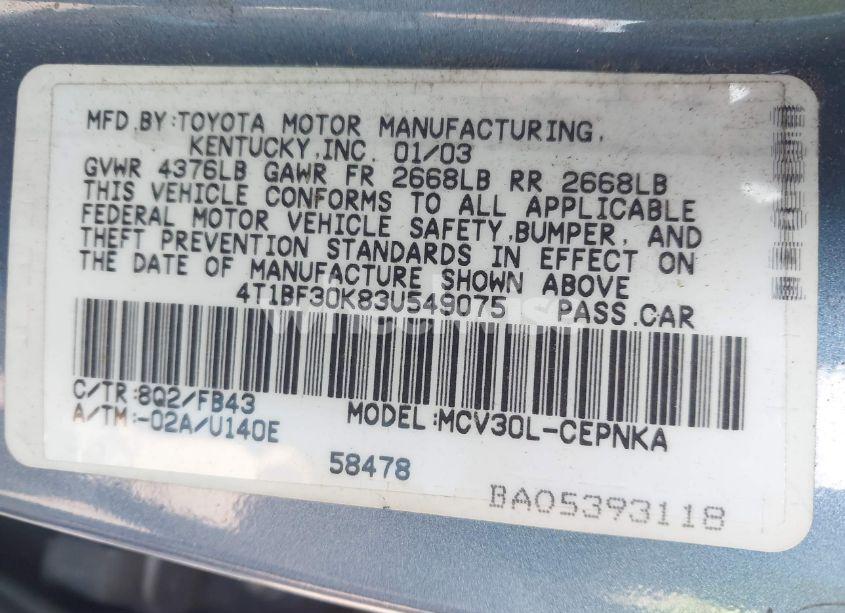 MFD.BY:TOYOTA MOTOR MANUFACTURING,
KENTUCKY,INC. 01/03
GVWR 4376LB GAWR FR 2668LB RR 2668LB
THIS VEHICLE CONFORMS TO ALL APPLICABLE
FEDERAL MOTOR VEHICLE SAFETY,BUMPER, AND
THEFT PREVENTION STANDARDS IN EFFECT ON
THE DATE OF MANUFACTURE SHOWN ABOVE
4T1BF30K83U549075 PASS.CAR
C/TR:8Q2/FB43
A/TM:-02A/U140E
MODEL:MCV30L-CEPNKA
58478
BA05393118